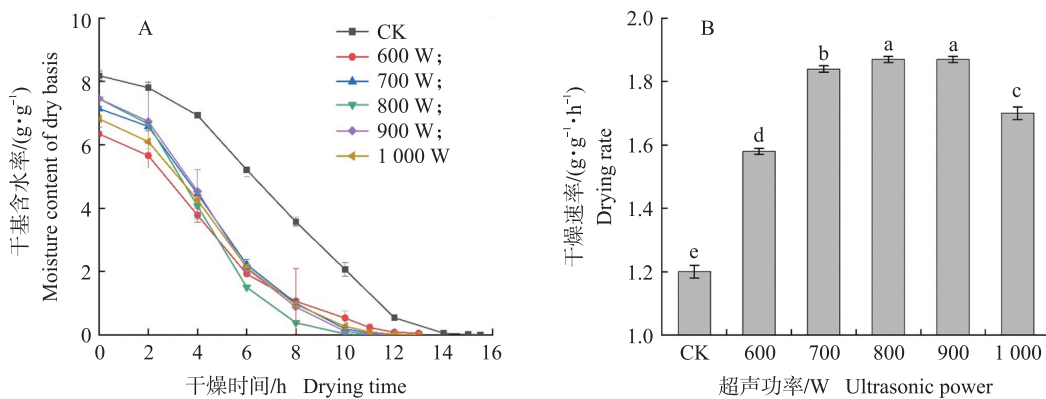 A
干基含水率/(g·g⁻¹)
Moisture content of dry basis
10
8
6
4
2
0
CK
600 W；
700 W；
800 W；
900 W；
1 000 W
0 2 4 6 8 10 12 14 16
干燥时间/h Drying time
B
干燥速率/(g·g⁻¹·h⁻¹)
Drying rate
2.0
1.8
1.6
1.4
1.2
1.0
e d b a a c
CK 600 700 800 900 1 000
超声功率/W Ultrasonic power